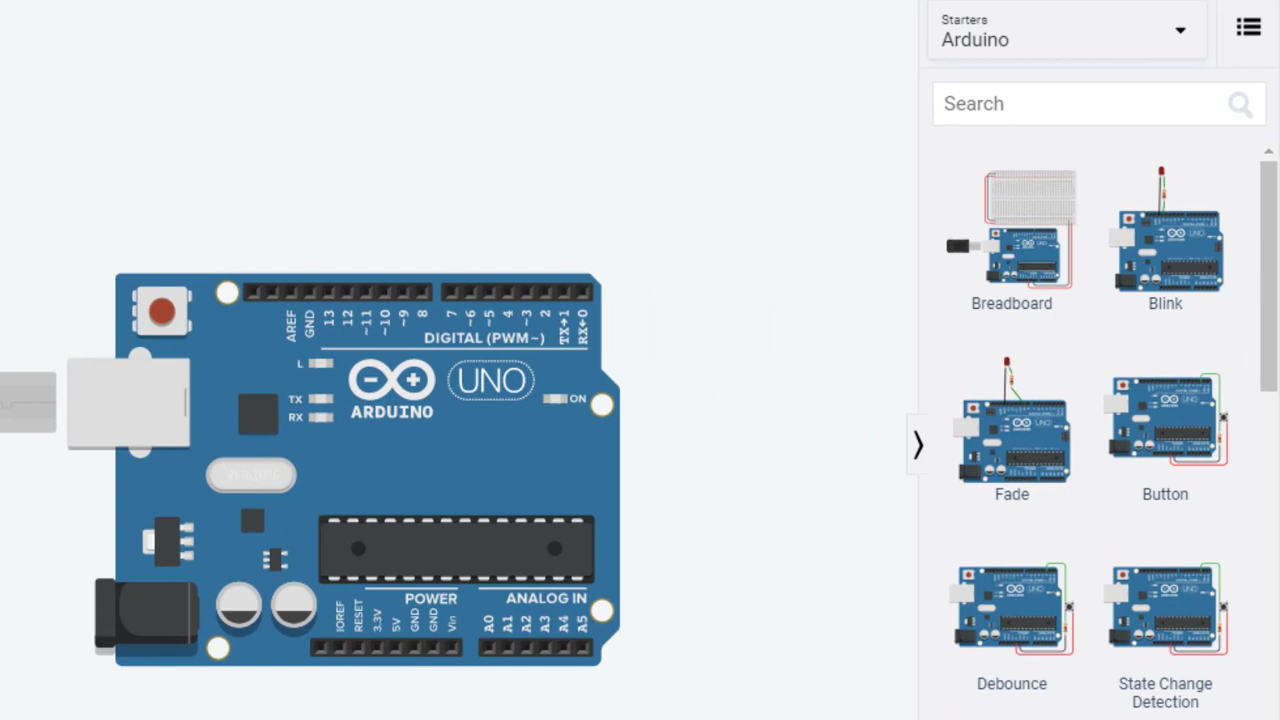 Starters
Arduino
Search
Breadboard
Blink
Fade
Button
Debounce
State Change
Detection
AREF
GND
13
12
~11
~10
~9
8
7
~6
~5
4
~3
2
TX→1
RX←0
DIGITAL (PWM~)
L
TX
RX
ARDUINO
UNO
ON
POWER
ANALOG IN
IOREF
RESET
3.3V
5V
GND
GND
Vin
A0
A1
A2
A3
A4
A5